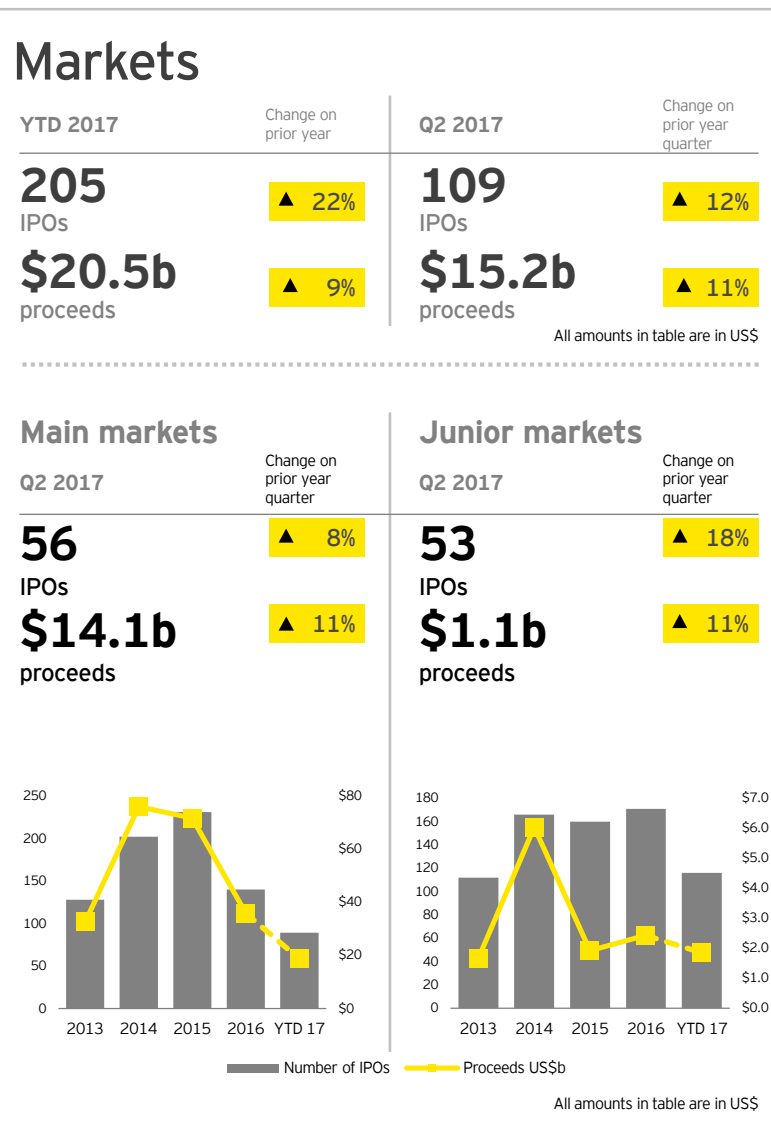 Markets
YTD 2017
Change on
prior year
205
IPOs
▲ 22%
$20.5b
proceeds
▲ 9%
Q2 2017
Change on
prior year
quarter
109
IPOs
▲ 12%
$15.2b
proceeds
▲ 11%
All amounts in table are in US$
Main markets
Q2 2017
Change on
prior year
quarter
56
IPOs
▲ 8%
$14.1b
proceeds
▲ 11%
Junior markets
Q2 2017
Change on
prior year
quarter
53
IPOs
▲ 18%
$1.1b
proceeds
▲ 11%
250 $80
200
$60
150
$40
100
$20
50
0 $0
2013 2014 2015 2016 YTD 17
180 $7.0
160 $6.0
140
$5.0
120
100 $4.0
80 $3.0
60
$2.0
40
20 $1.0
0 $0.0
2013 2014 2015 2016 YTD 17
Number of IPOs Proceeds US$b
All amounts in table are in US$